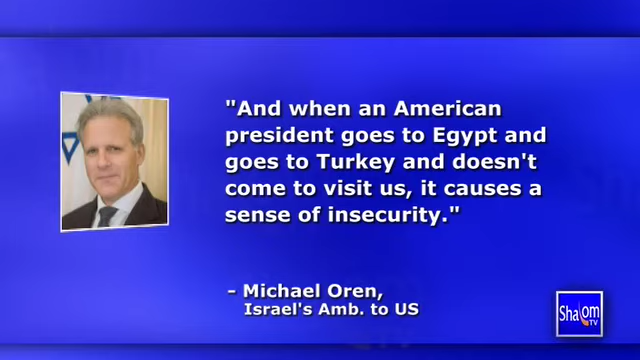 "And when an American
president goes to Egypt and
goes to Turkey and doesn't
come to visit us, it causes a
sense of insecurity."
– Michael Oren,
Israel's Amb. to US
Shalom
TV